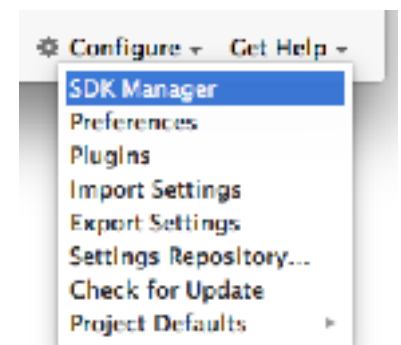 Configure Get Help
SDK Manager
Preferences
Plugins
Import Settings
Export Settings
Settings Repository...
Check for Update
Project Defaults